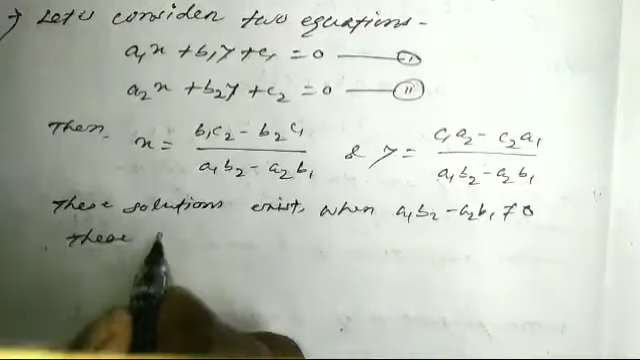 → Let's consider two equations-
a₁x + b₁y + c₁ = 0 —— (i)
a₂x + b₂y + c₂ = 0 —— (ii)
Then, x = (b₁c₂ - b₂c₁)/(a₁b₂ - a₂b₁) & y = (c₁a₂ - c₂a₁)/(a₁b₂ - a₂b₁)
These solutions exist, when a₁b₂ - a₂b₁ ≠ 0
These